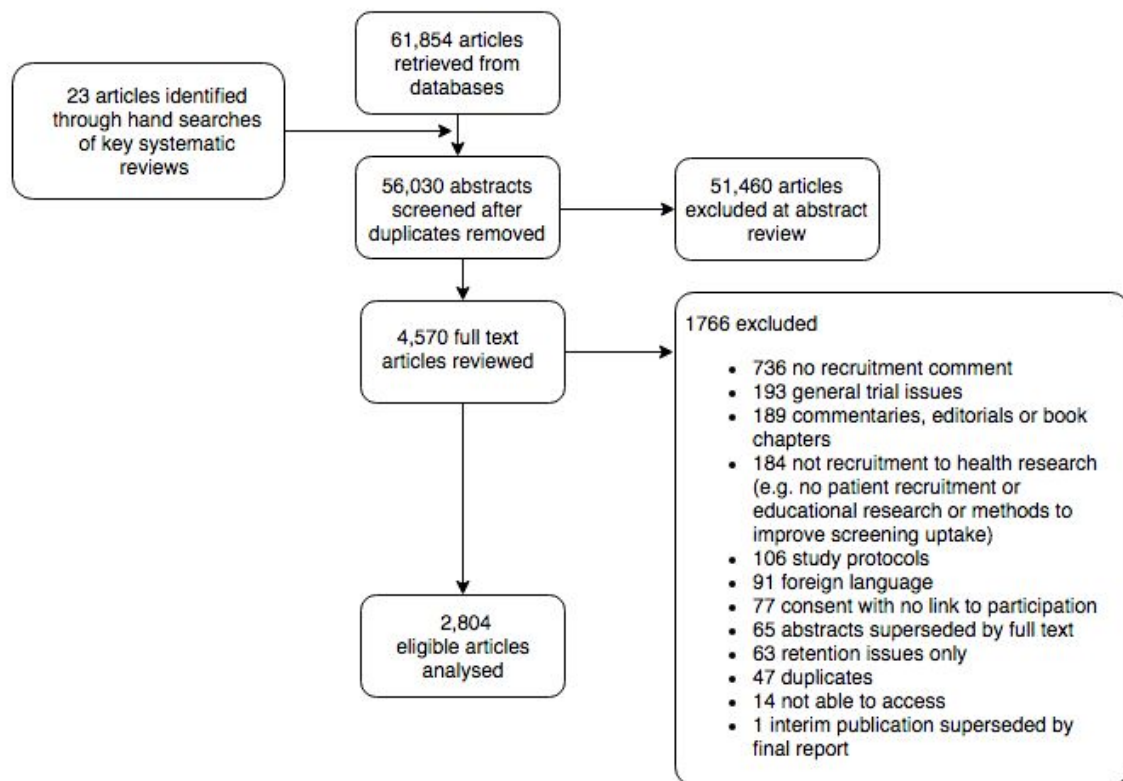 61,854 articles
retrieved from
databases
23 articles identified
through hand searches
of key systematic
reviews
56,030 abstracts
screened after
duplicates removed
51,460 articles
excluded at abstract
review
4,570 full text
articles reviewed
1766 excluded
• 736 no recruitment comment
• 193 general trial issues
• 189 commentaries, editorials or book
chapters
• 184 not recruitment to health research
(e.g. no patient recruitment or
educational research or methods to
improve screening uptake)
• 106 study protocols
• 91 foreign language
• 77 consent with no link to participation
• 65 abstracts superseded by full text
• 63 retention issues only
• 47 duplicates
• 14 not able to access
• 1 interim publication superseded by
final report
2,804
eligible articles
analysed